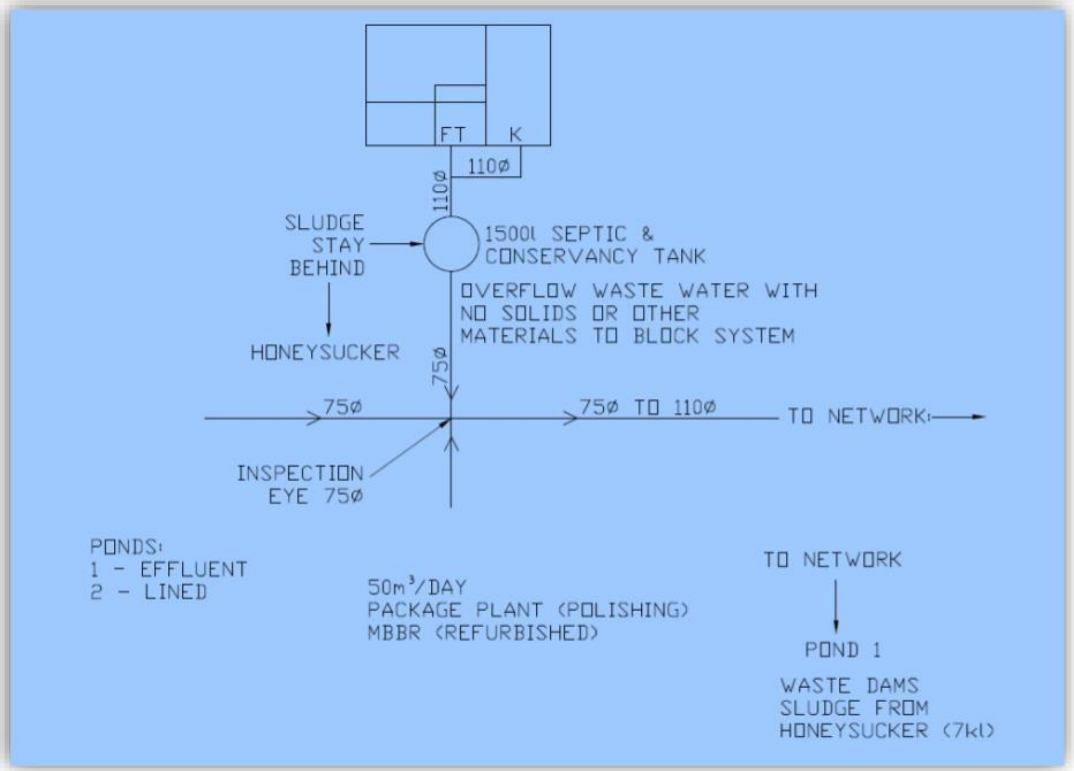 FT
K
110ø
110ø
SLUDGE
STAY
BEHIND
1500l SEPTIC &
CONSERVANCY TANK
OVERFLOW WASTE WATER WITH
NO SOLIDS OR OTHER
MATERIALS TO BLOCK SYSTEM
HONEYSUCKER
75ø
75ø
75ø TO 110ø
TO NETWORK:
INSPECTION
EYE 75ø
PONDS:
1 - EFFLUENT
2 - LINED
50m³/DAY
PACKAGE PLANT (POLISHING)
MBBR (REFURBISHED)
TO NETWORK
POND 1
WASTE DAMS
SLUDGE FROM
HONEYSUCKER (7kl)